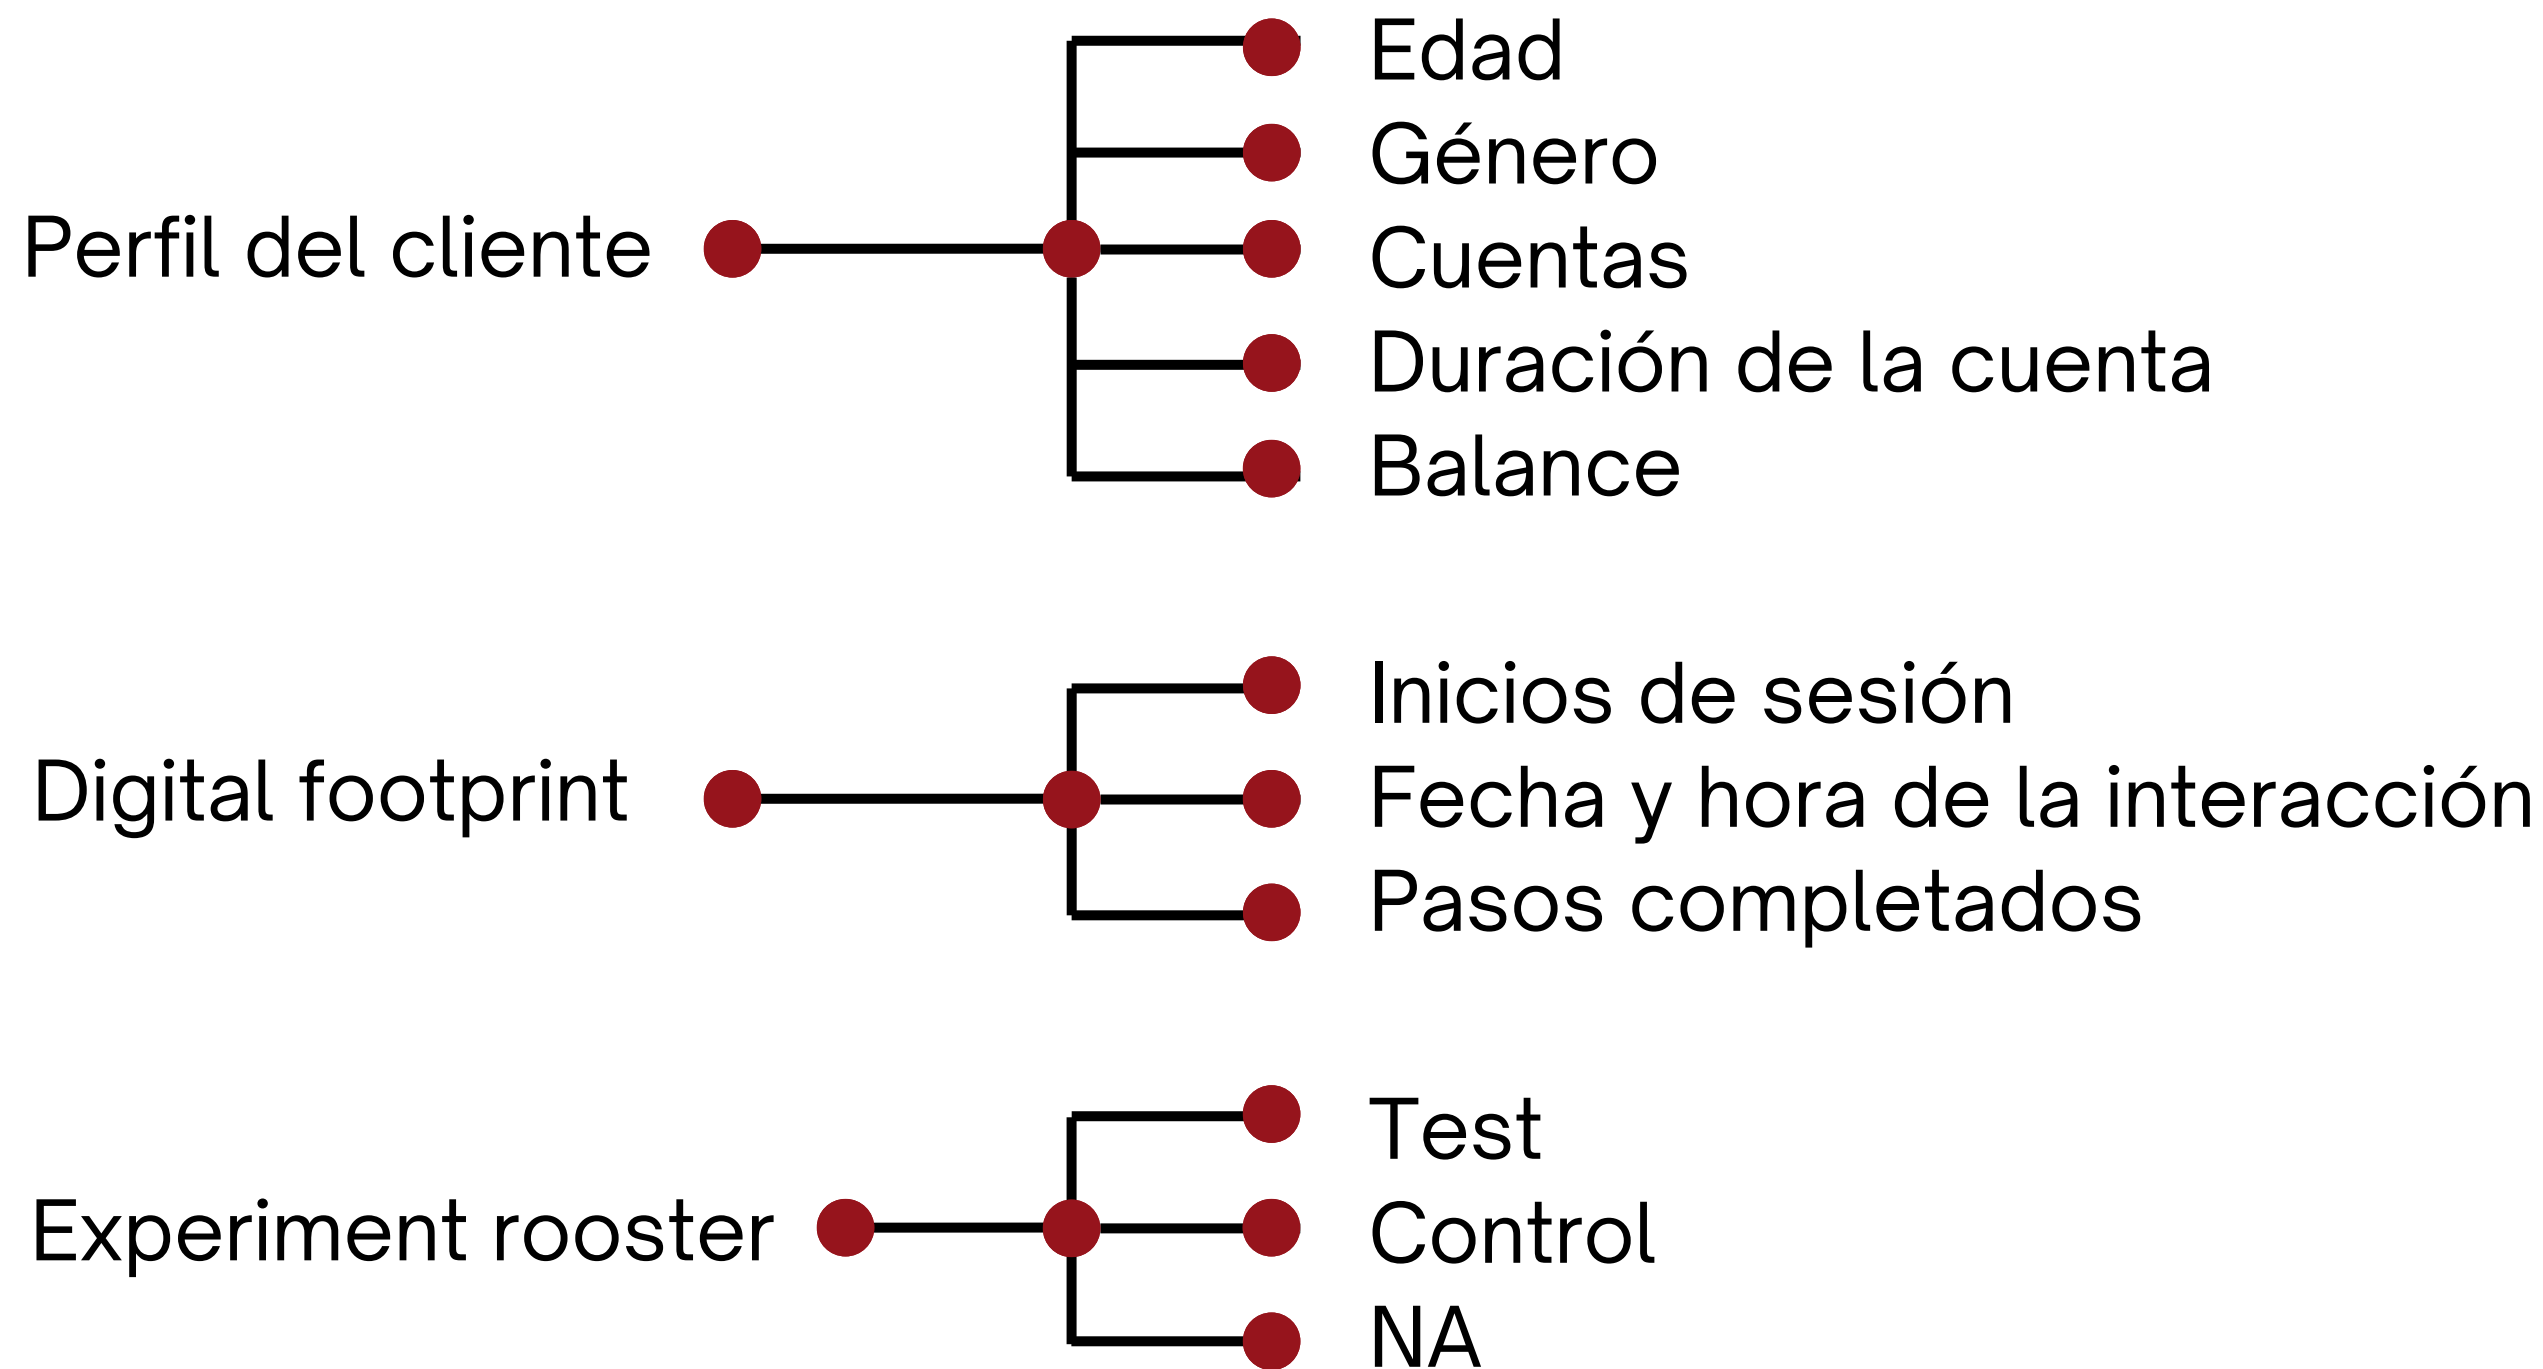 Perfil del cliente
Edad
Género
Cuentas
Duración de la cuenta
Balance
Digital footprint
Inicios de sesión
Fecha y hora de la interacción
Pasos completados
Experiment rooster
Test
Control
NA